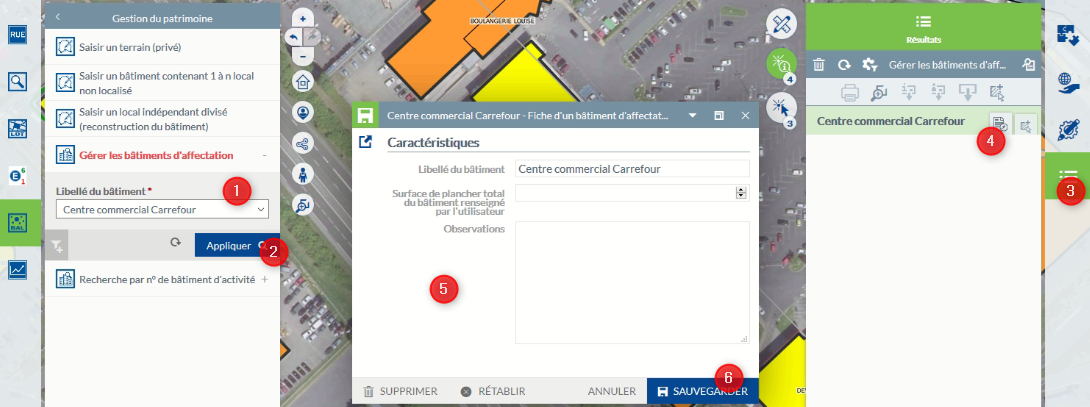 RUE
LOT
E 6
1
BAL
Gestion du patrimoine
Saisir un terrain (privé)
Saisir un bâtiment contenant 1 à n local
non localisé
Saisir un local indépendant divisé
(reconstruction du bâtiment)
Gérer les bâtiments d'affectation -
Libellé du bâtiment *
1
Centre commercial Carrefour
Appliquer
2
Recherche par n° de bâtiment d'activité +
BOULANGERIE LOUISE
4
3
Centre commercial Carrefour - Fiche d'un bâtiment d'affectat...
Caractéristiques
Libellé du bâtiment
Centre commercial Carrefour
Surface de plancher total
du bâtiment renseigné
par l'utilisateur
Observations
5
SUPPRIMER
RÉTABLIR
ANNULER
SAUVEGARDER
6
Résultats
Gérer les bâtiments d'aff...
Centre commercial Carrefour
4
3